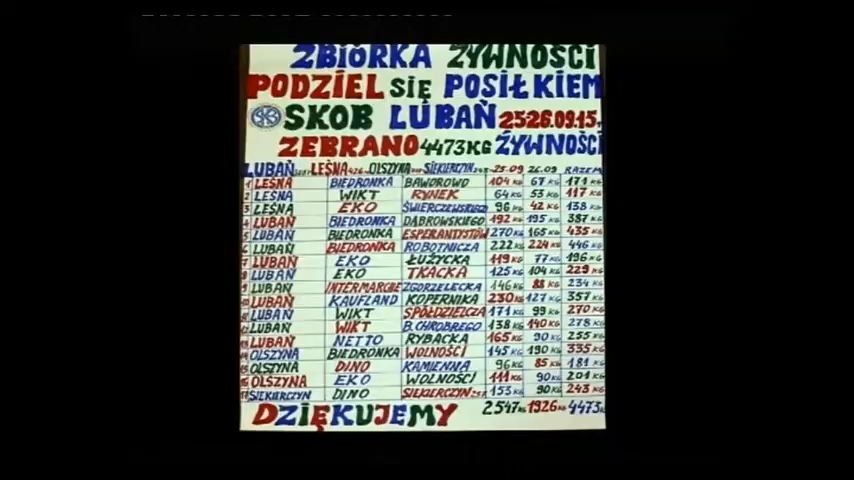 ZBIÓRKA ŻYWNOŚCI
PODZIEL SIĘ POSIŁKIEM
SKOB LUBAŃ 2526.09.15r
ZEBRANO 4473KG ŻYWNOŚCI
LUBAŃ LEŚNA OLSZYNA SIEKIERCZYN 25.09 26.09 RAZEM
1 LEŚNA BIEDRONKA BAWOROWO 104 KG 67 KG 171 KG
2 LEŚNA WIKT RYNEK 64 KG 53 KG 117 KG
3 LEŚNA EKO ŚWIERCZEWSKIEGO 96 KG 42 KG 138 KG
4 LUBAŃ BIEDRONKA DĄBROWSKIEGO 192 KG 195 KG 387 KG
5 LUBAŃ BIEDRONKA ESPERANTYSTÓW 270 KG 165 KG 435 KG
6 LUBAŃ BIEDRONKA ROBOTNICZA 222 KG 224 KG 446 KG
7 LUBAŃ EKO ŁUŻYCKA 119 KG 77 KG 196 KG
8 LUBAŃ EKO TKACKA 125 KG 104 KG 229 KG
9 LUBAŃ INTERMARCHE ZGORZELECKA 146 KG 88 KG 234 KG
10 LUBAŃ KAUFLAND KOPERNIKA 230 KG 127 KG 357 KG
11 LUBAŃ WIKT SPÓŁDZIELCZA 171 KG 99 KG 270 KG
12 LUBAŃ WIKT B.CHROBREGO 138 KG 140 KG 278 KG
13 LUBAŃ NETTO RYBACKA 165 KG 90 KG 255 KG
14 OLSZYNA BIEDRONKA WOLNOŚCI 145 KG 190 KG 335 KG
15 OLSZYNA DINO KAMIENNA 96 KG 85 KG 181 KG
16 OLSZYNA EKO WOLNOŚCI 111 KG 90 KG 201 KG
17 SIEKIERCZYN DINO SIEKIERCZYN 153 KG 90 KG 243 KG
DZIĘKUJEMY 2547 KG 1926 KG 4473 K